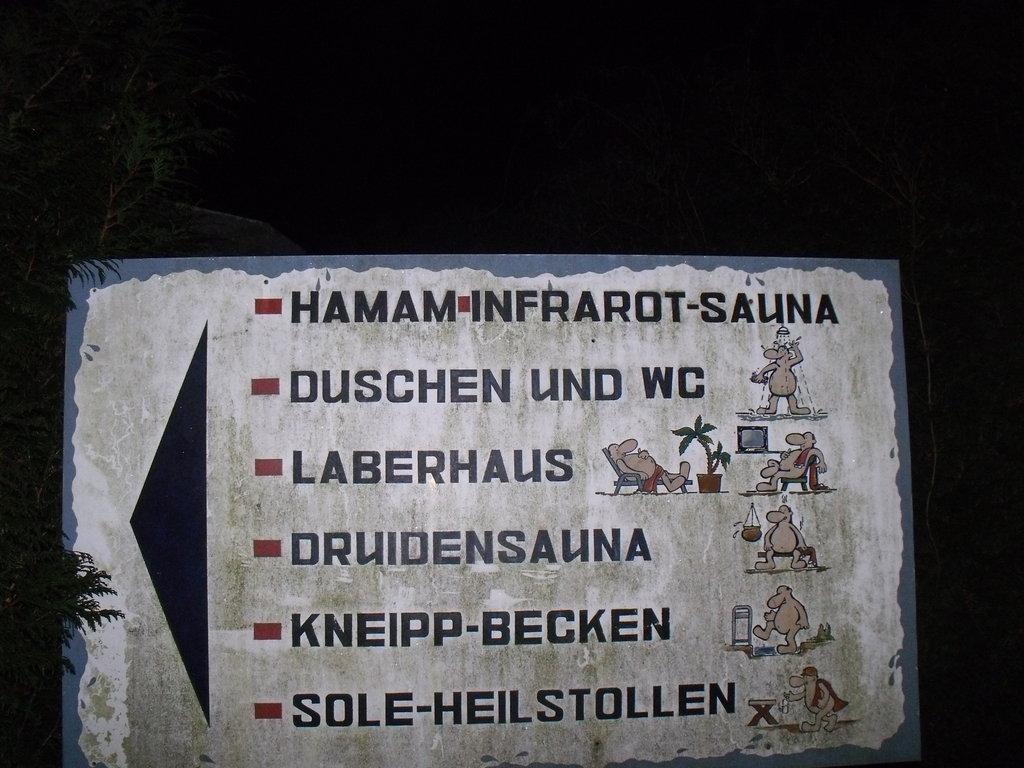 HAMAM INFRAROT-SAUNA
DUSCHEN UND WC
LABERHAUS
DRUIDENSAUNA
KNEIPP-BECKEN
SOLE-HEILSTOLLEN